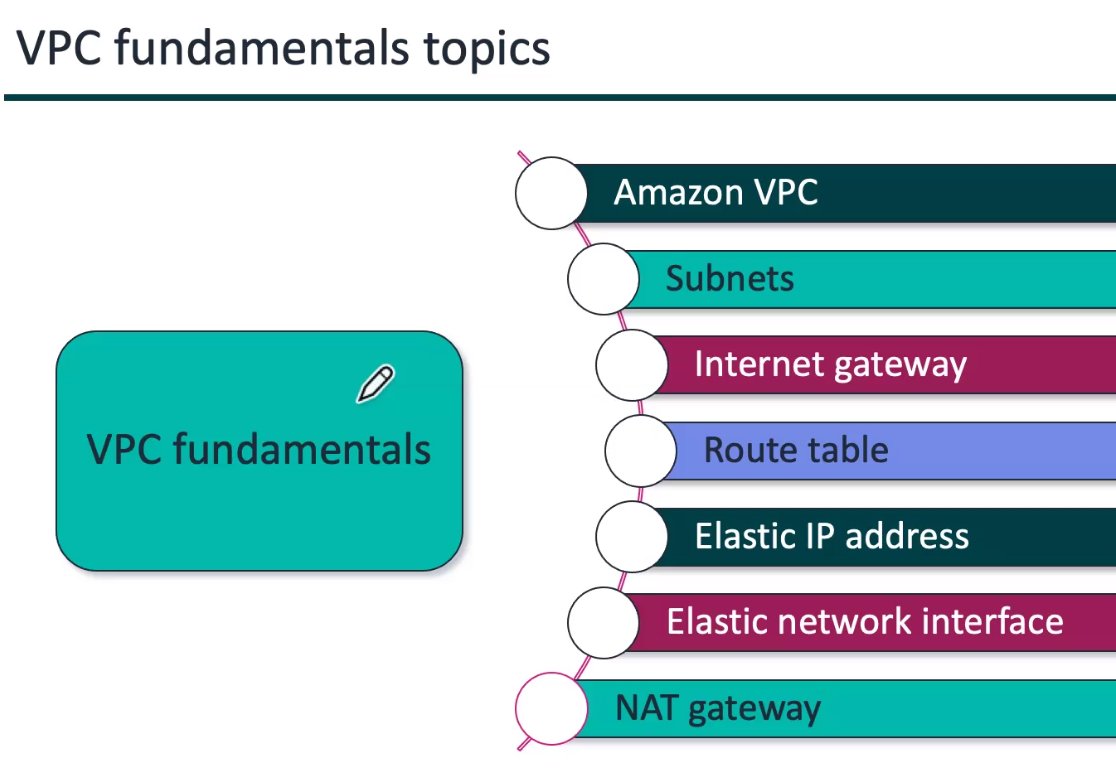 VPC fundamentals topics
VPC fundamentals
Amazon VPC
Subnets
Internet gateway
Route table
Elastic IP address
Elastic network interface
NAT gateway